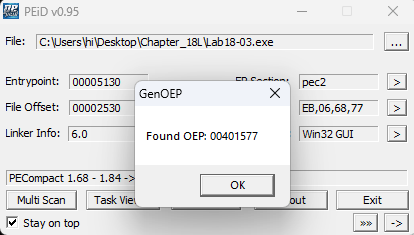 PEiD v0.95
File: C:\Users\hi\Desktop\Chapter_18L\Lab18-03.exe ...
Entrypoint: 00005130 EP Section: pec2 >
File Offset: 00002530 EB,06,68,77 >
Linker Info: 6.0 Win32 GUI >
GenOEP
Found OEP: 00401577
OK
PECompact 1.68 - 1.84 ->
Multi Scan Task View out Exit
Stay on top »» ->